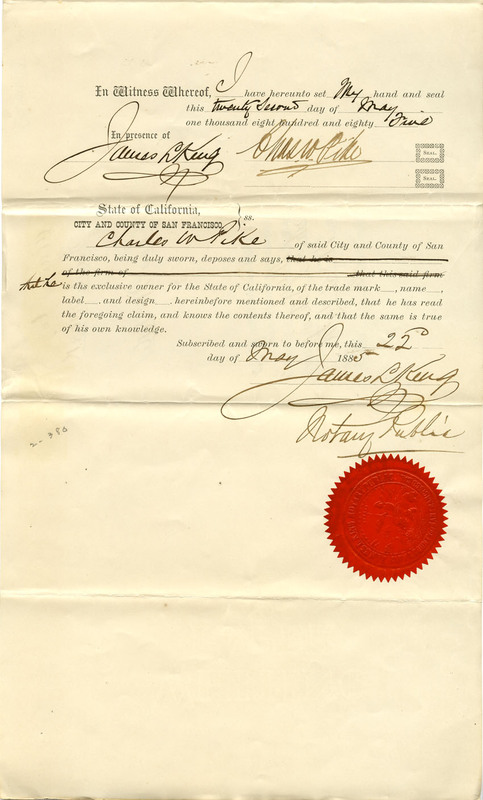 In Witness Whereof, I have hereunto set My hand and seal
this twenty second day of May
one thousand eight hundred and eighty Five
In presence of
James L King Chas W Pike
SEAL.
SEAL.
State of California,
CITY AND COUNTY OF SAN FRANCISCO, } ss.
Charles W Pike of said City and County of San
Francisco, being duly sworn, deposes and says, that he is
of the firm of that this said firm
that he is ths exclusive owner for the State of California, of the trade mark , name ,
label , and design , hereinbefore mentioned and described, that he has read
the foregoing claim, and knows the contents thereof, and that the same is true
of his own knowledge.
Subscribed and sworn to before me, this 22d
day of May 1885
James L King
Notary Public